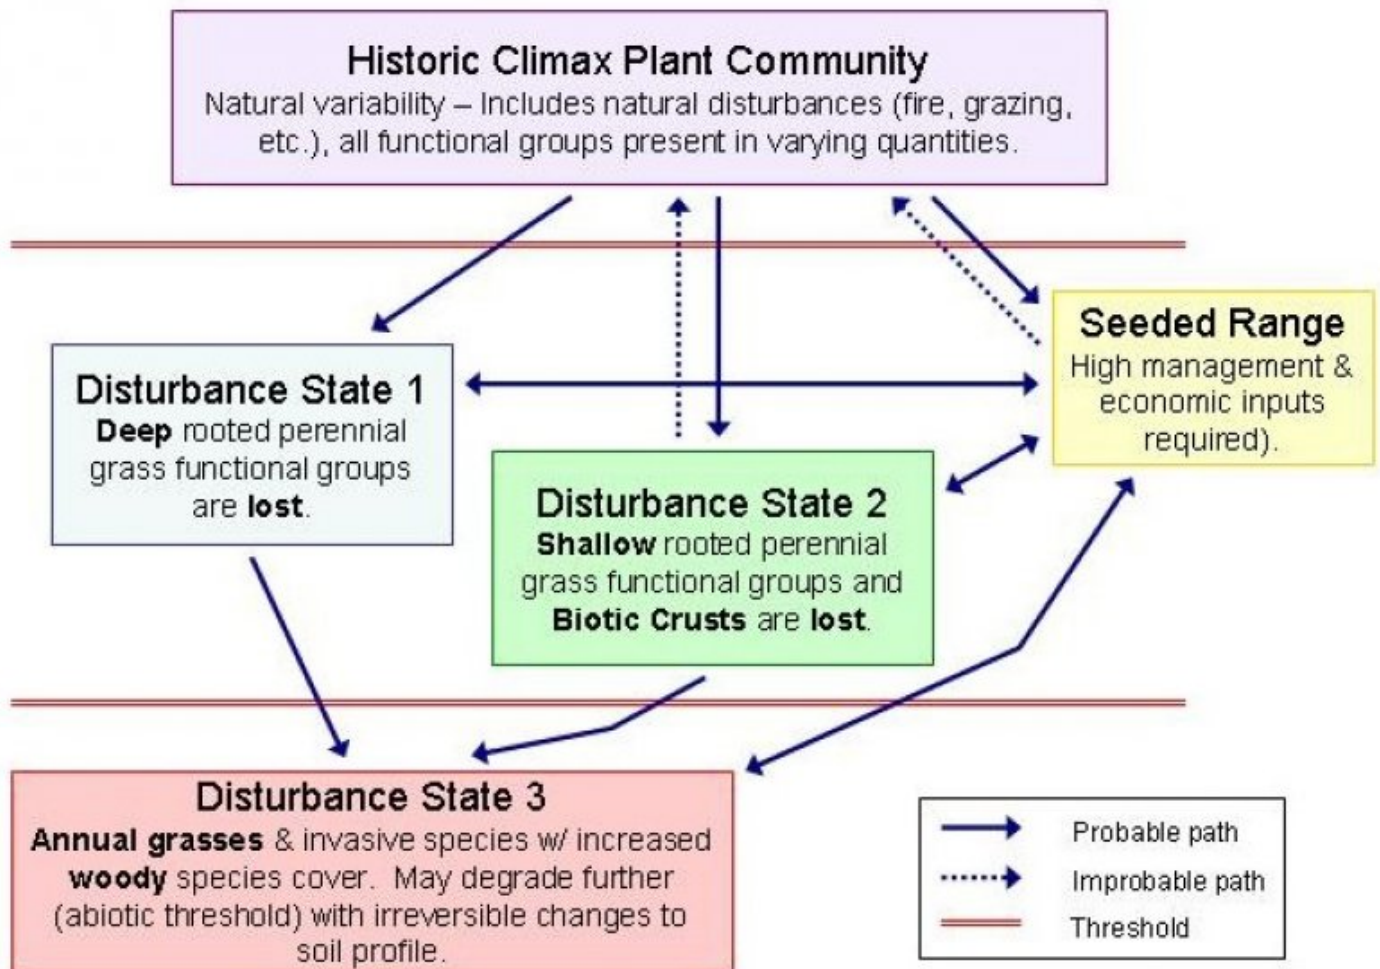 Historic Climax Plant Community
Natural variability – Includes natural disturbances (fire, grazing,
etc.), all functional groups present in varying quantities.
Seeded Range
High management &
economic inputs
required).
Disturbance State 1
Deep rooted perennial
grass functional groups
are lost.
Disturbance State 2
Shallow rooted perennial
grass functional groups and
Biotic Crusts are lost.
Disturbance State 3
Annual grasses & invasive species w/ increased
woody species cover.  May degrade further
(abiotic threshold) with irreversible changes to
soil profile.
Probable path
Improbable path
Threshold